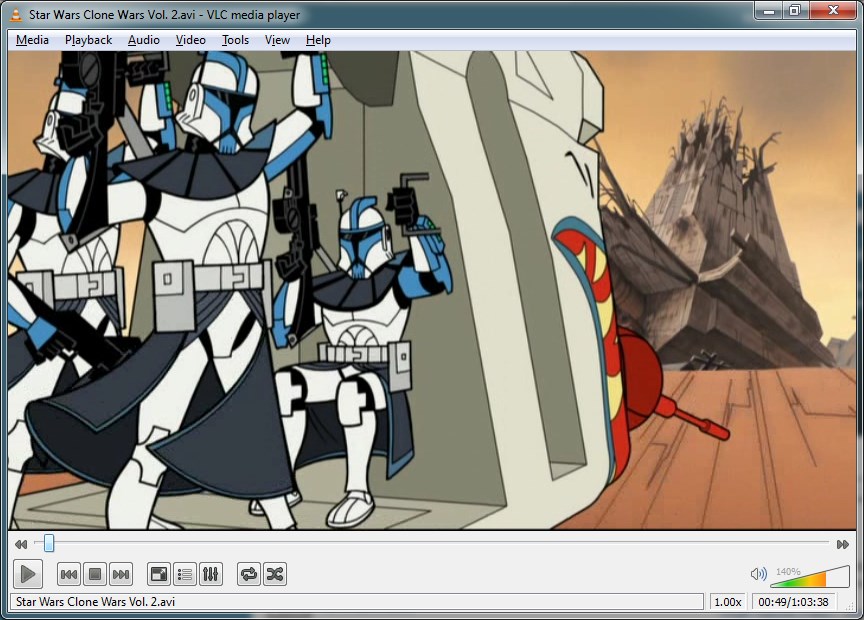 Star Wars Clone Wars Vol. 2.avi - VLC media player
Media Playback Audio Video Tools View Help
140%
Star Wars Clone Wars Vol. 2.avi 1.00x 00:49/1:03:38